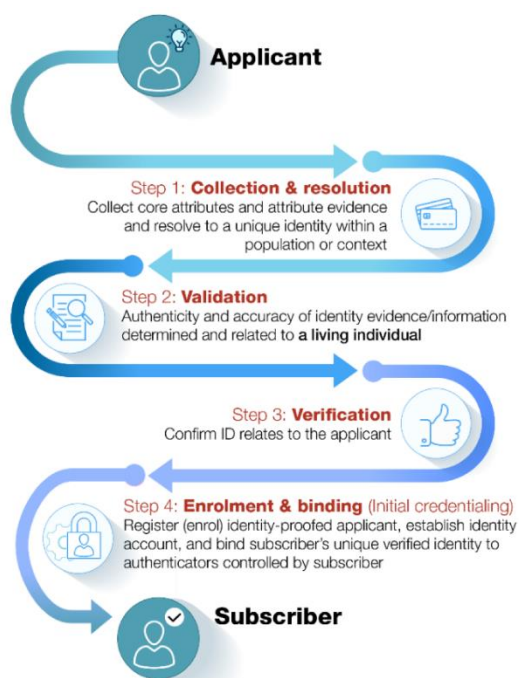 Applicant
Step 1: Collection & resolution
Collect core attributes and attribute evidence
and resolve to a unique identity within a
population or context
Step 2: Validation
Authenticity and accuracy of identity evidence/information
determined and related to a living individual
Step 3: Verification
Confirm ID relates to the applicant
Step 4: Enrolment & binding (Initial credentialing)
Register (enrol) identity-proofed applicant, establish identity
account, and bind subscriber's unique verified identity to
authenticators controlled by subscriber
Subscriber